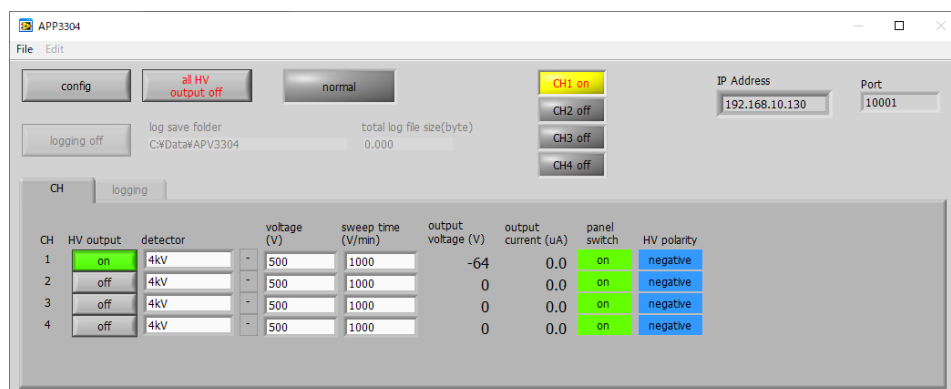 APP3304
File Edit
config
all HV
output off
normal
CH1 on
CH2 off
CH3 off
CH4 off
IP Address
192.168.10.130
Port
10001
logging off
log save folder
C:¥Data¥APV3304
total log file size(byte)
0.000
CH logging
CH HV output detector voltage (V) sweep time (V/min) output voltage (V) output current (uA) panel switch HV polarity
1 on 4kV - 500 1000 -64 0.0 on negative
2 off 4kV - 500 1000 0 0.0 on negative
3 off 4kV - 500 1000 0 0.0 on negative
4 off 4kV - 500 1000 0 0.0 on negative